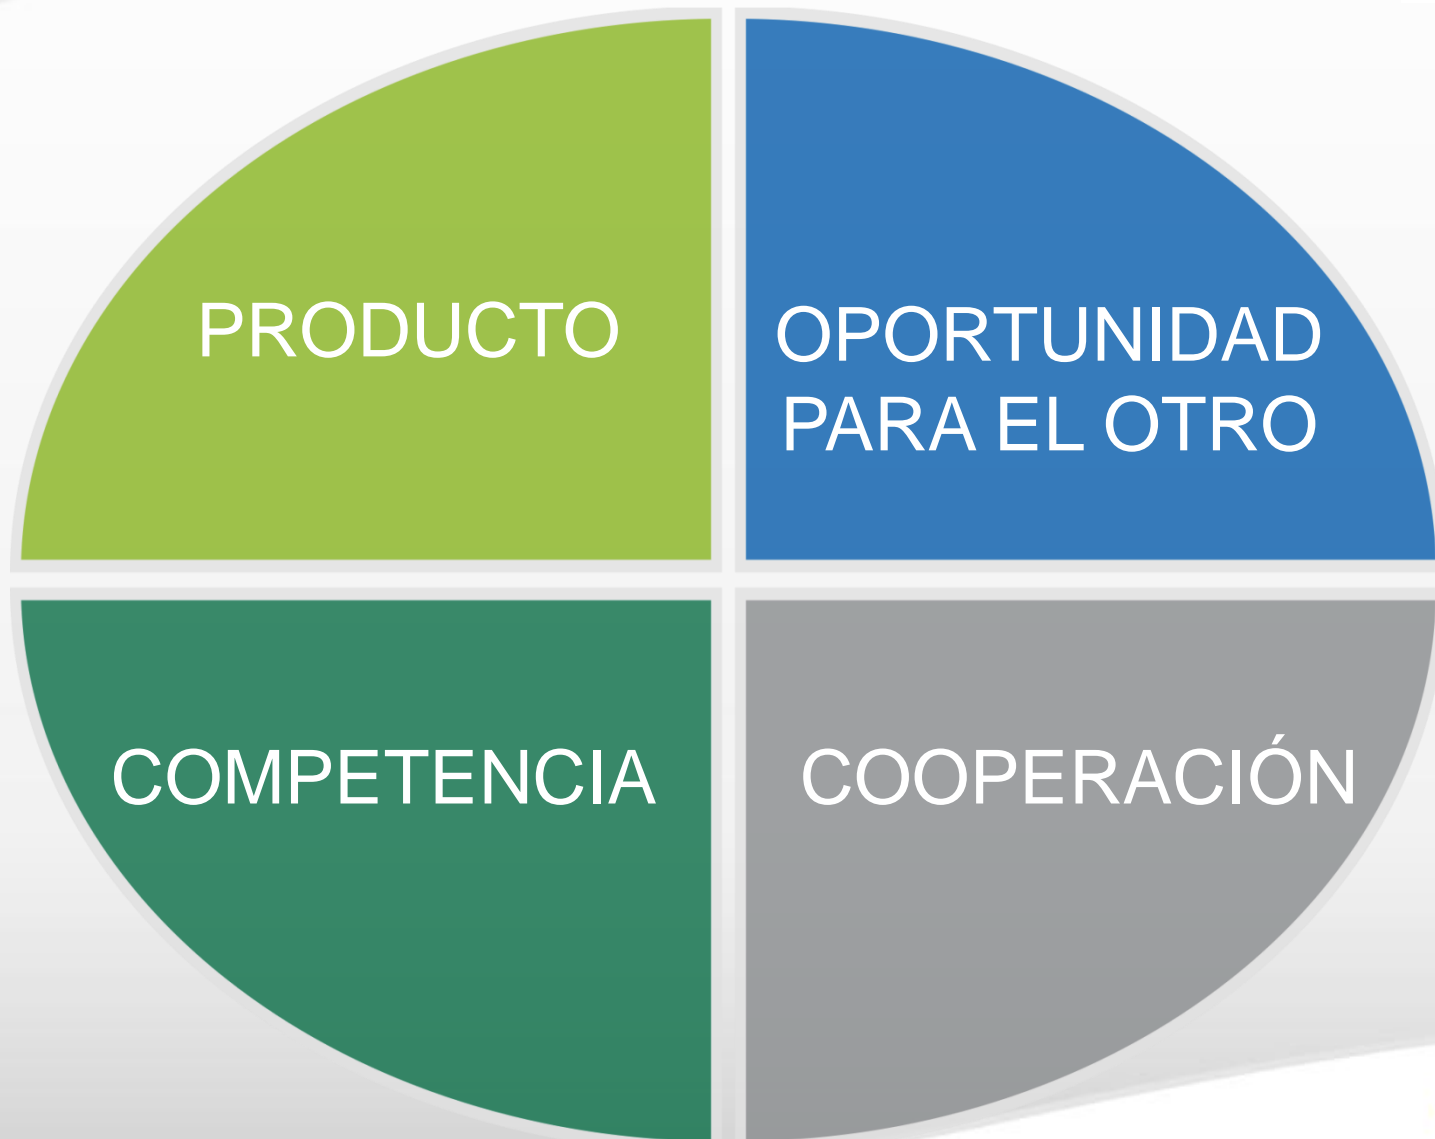 PRODUCTO
OPORTUNIDAD
PARA EL OTRO
COMPETENCIA
COOPERACIÓN